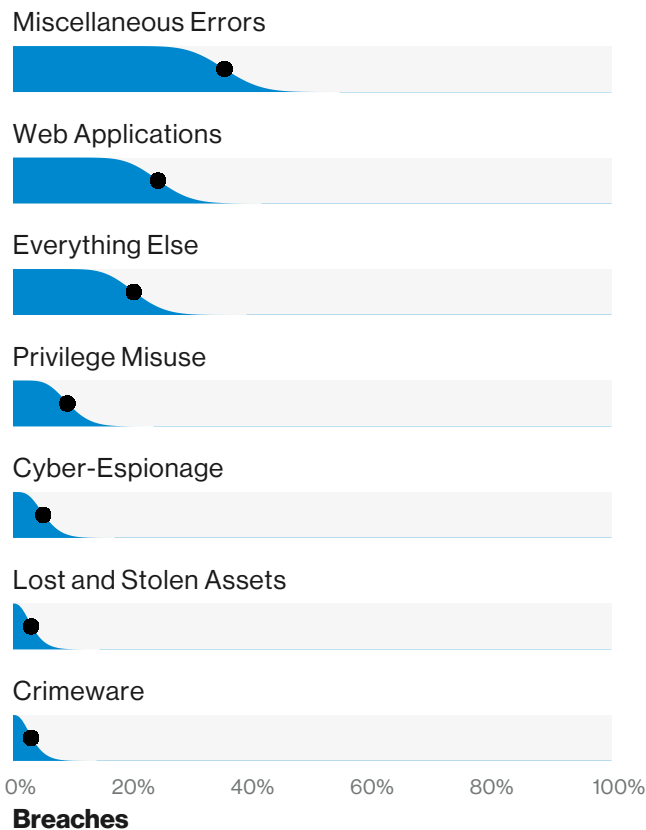 Miscellaneous Errors
Web Applications
Everything Else
Privilege Misuse
Cyber-Espionage
Lost and Stolen Assets
Crimeware
0% 20% 40% 60% 80% 100%
Breaches